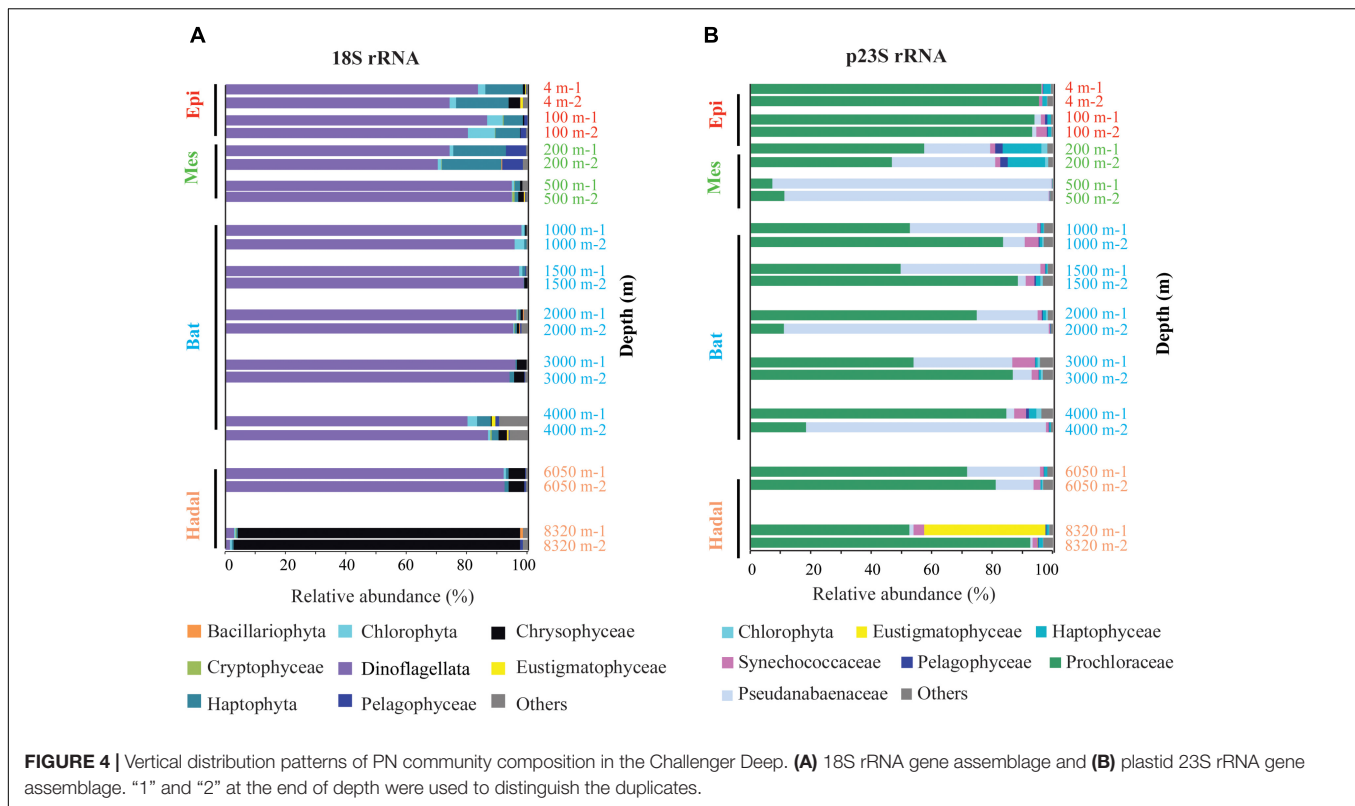 A
18S rRNA
Epi
Mes
Bat
Hadal
4 m-1
4 m-2
100 m-1
100 m-2
200 m-1
200 m-2
500 m-1
500 m-2
1000 m-1
1000 m-2
1500 m-1
1500 m-2
2000 m-1
2000 m-2
3000 m-1
3000 m-2
4000 m-1
4000 m-2
6050 m-1
6050 m-2
8320 m-1
8320 m-2
Depth (m)
0 20 40 60 80 100
Relative abundance (%)
Bacillariophyta Chlorophyta Chrysophyceae
Cryptophyceae Dinoflagellata Eustigmatophyceae
Haptophyta Pelagophyceae Others
B
p23S rRNA
Epi
Mes
Bat
Hadal
4 m-1
4 m-2
100 m-1
100 m-2
200 m-1
200 m-2
500 m-1
500 m-2
1000 m-1
1000 m-2
1500 m-1
1500 m-2
2000 m-1
2000 m-2
3000 m-1
3000 m-2
4000 m-1
4000 m-2
6050 m-1
6050 m-2
8320 m-1
8320 m-2
Depth (m)
0 20 40 60 80 100
Relative abundance (%)
Chlorophyta Eustigmatophyceae Haptophyceae
Synechococcaceae Pelagophyceae Prochloraceae
Pseudanabaenaceae Others
FIGURE 4 | Vertical distribution patterns of PN community composition in the Challenger Deep. (A) 18S rRNA gene assemblage and (B) plastid 23S rRNA gene
assemblage. “1” and “2” at the end of depth were used to distinguish the duplicates.